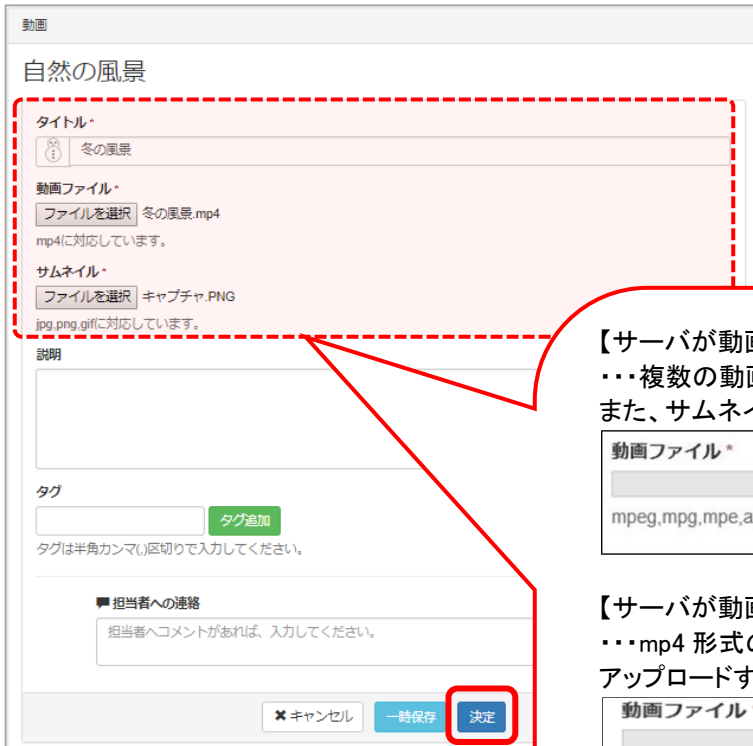 動画
自然の風景
タイトル *
冬の風景
動画ファイル *
ファイルを選択 冬の風景.mp4
mp4に対応しています。
サムネイル *
ファイルを選択 キャプチャ.PNG
jpg,png,gifに対応しています。
説明
タグ
タグ追加
タグは半角カンマ(,)区切りで入力してください。
担当者への連絡
担当者へコメントがあれば、入力してください。
✖キャンセル 一時保存 決定
【サーバが動画
・・・複数の動画
また、サムネイ
動画ファイル *
mpeg,mpg,mpe,a
【サーバが動画
・・・mp4 形式の
アップロードす
動画ファイル